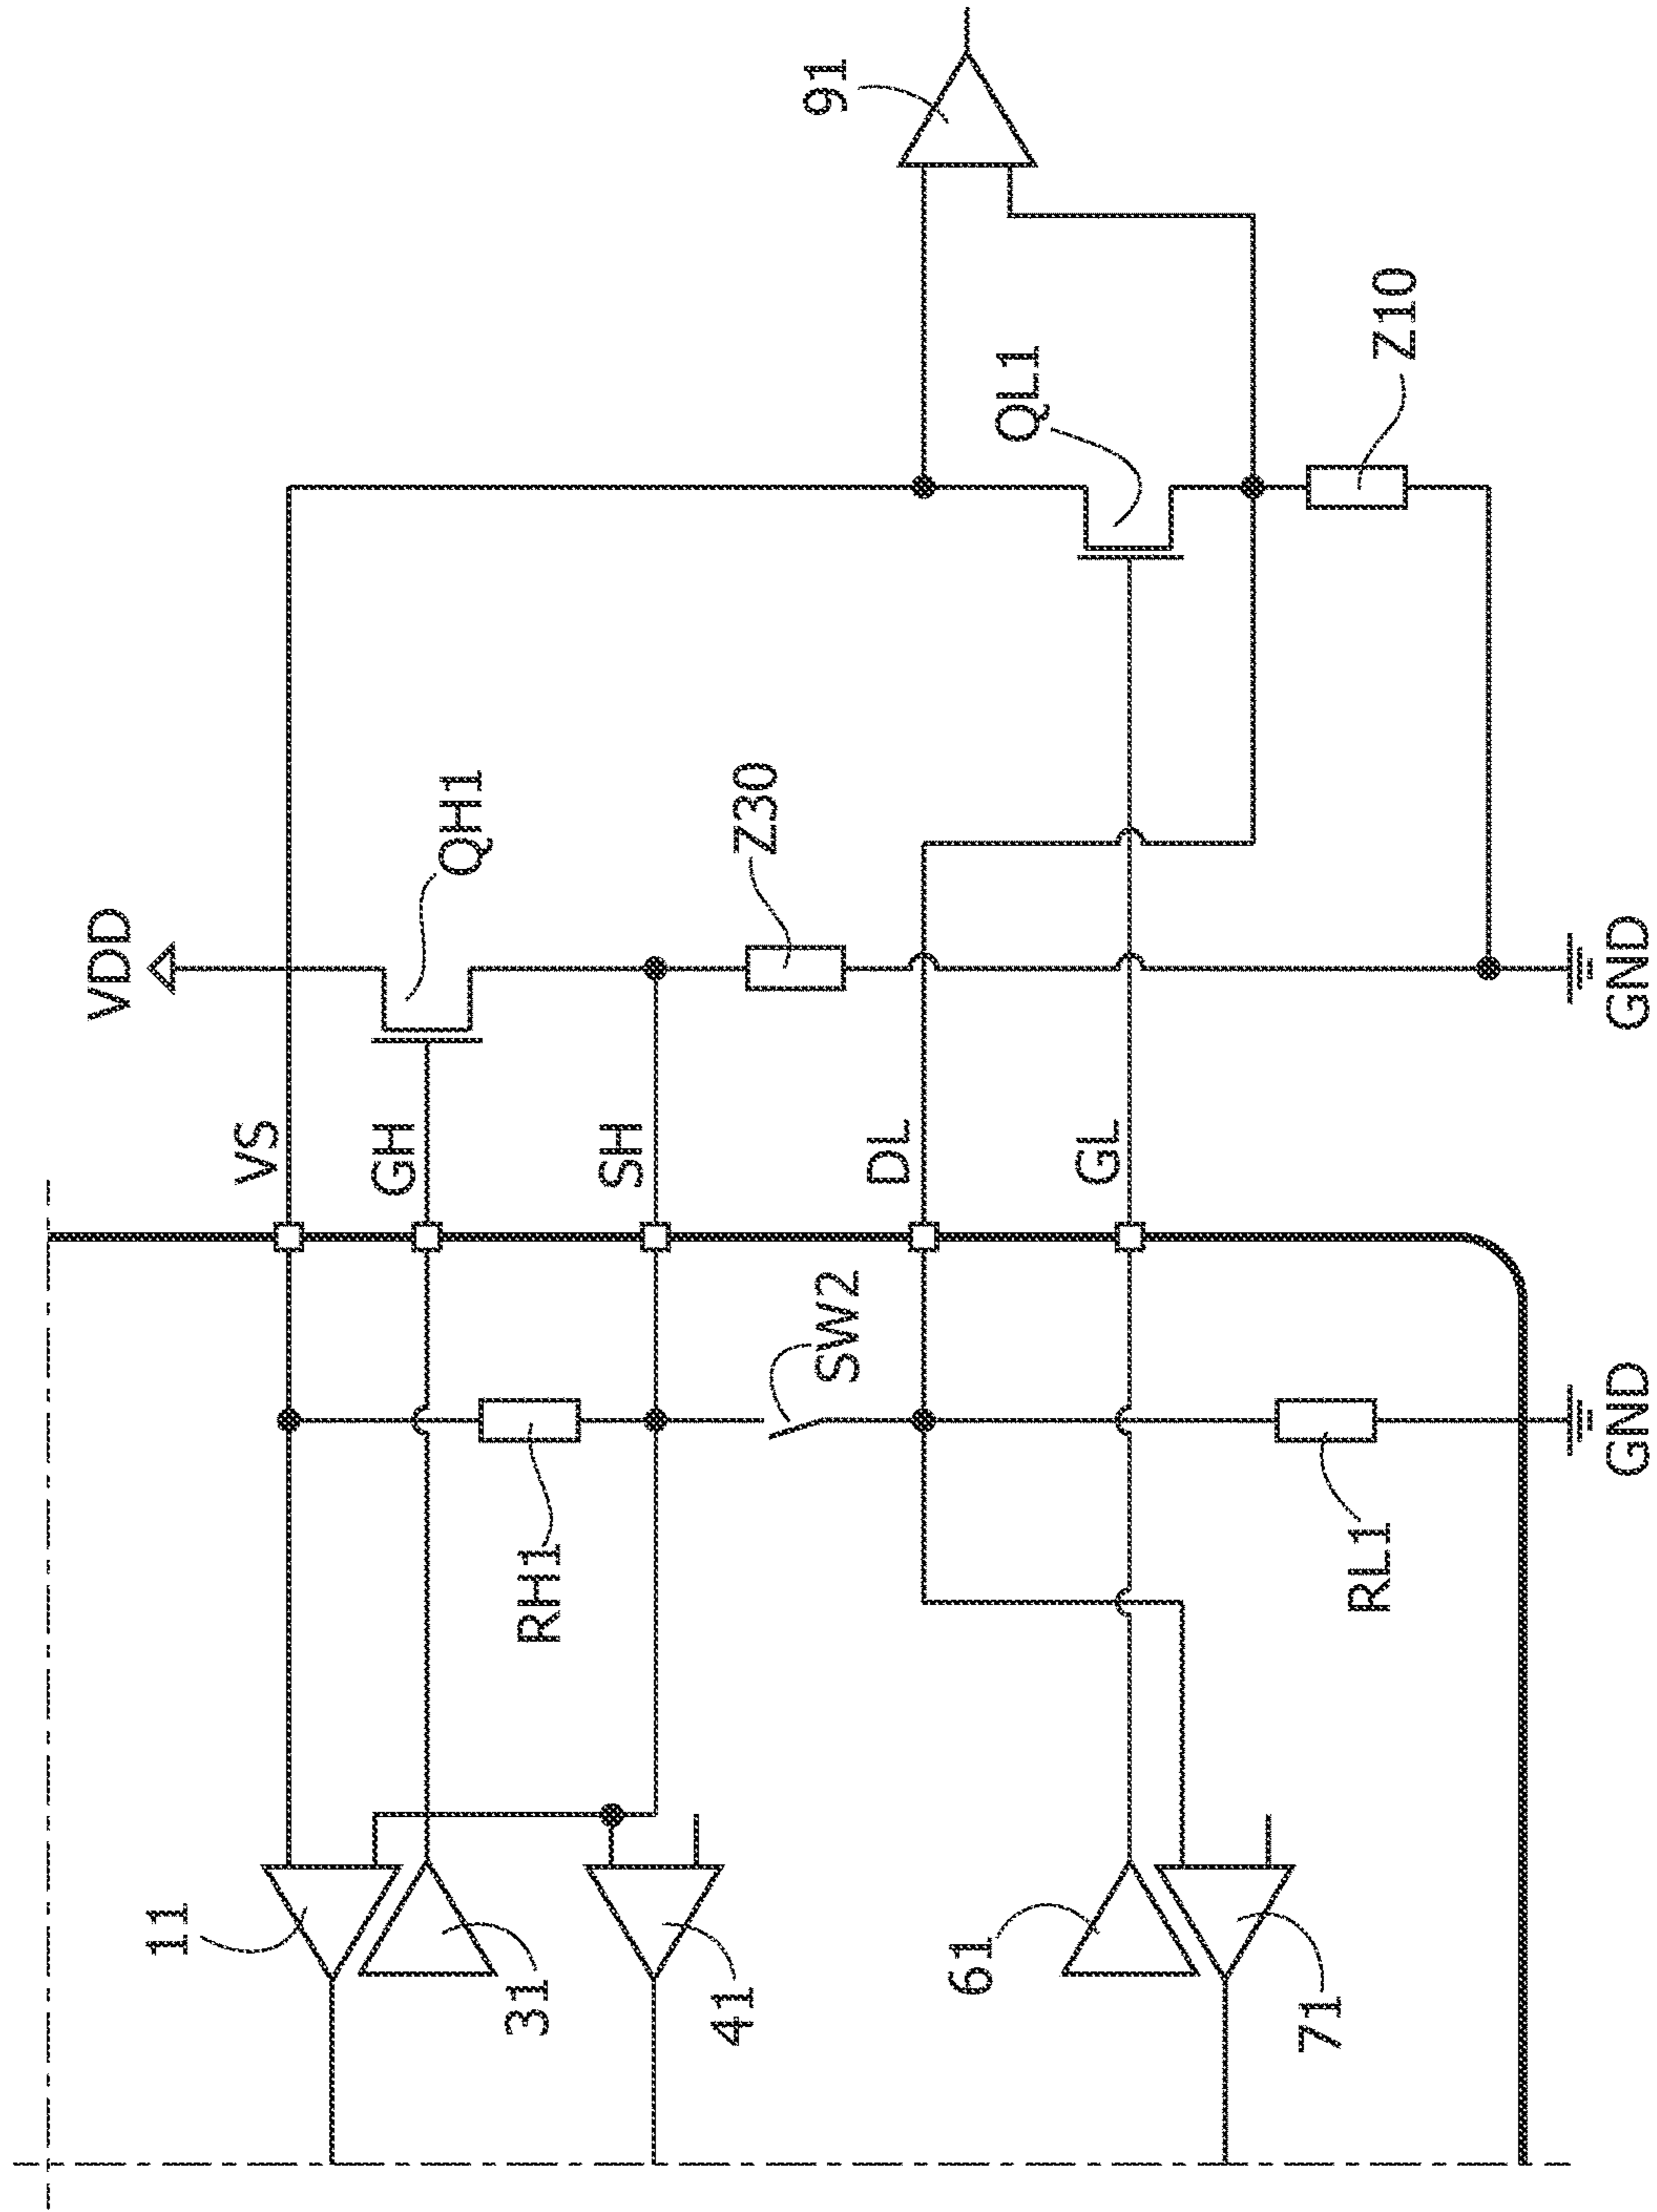 91
Z10
QL1
QH1
Z30
VDD
GND
VS
GH
SH
DL
GL
SW2
GND
RH1
RL1
11
31
41
61
71